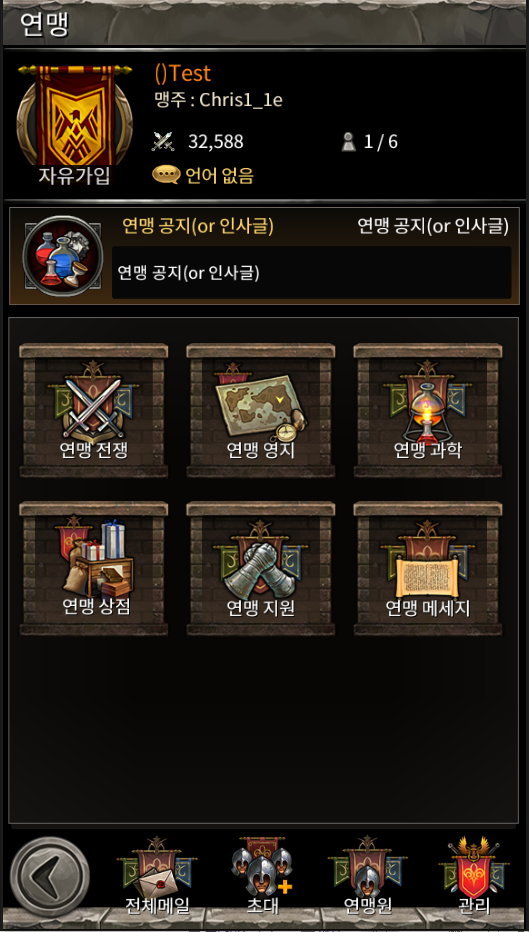 연맹
()Test
맹주 : Chris1_1e
32,588
1 / 6
자유가입
언어 없음
연맹 공지(or 인사글)
연맹 공지(or 인사글)
연맹 공지(or 인사글)
연맹 전쟁
연맹 영지
연맹 과학
연맹 상점
연맹 지원
연맹 메세지
전체메일
초대
연맹원
관리